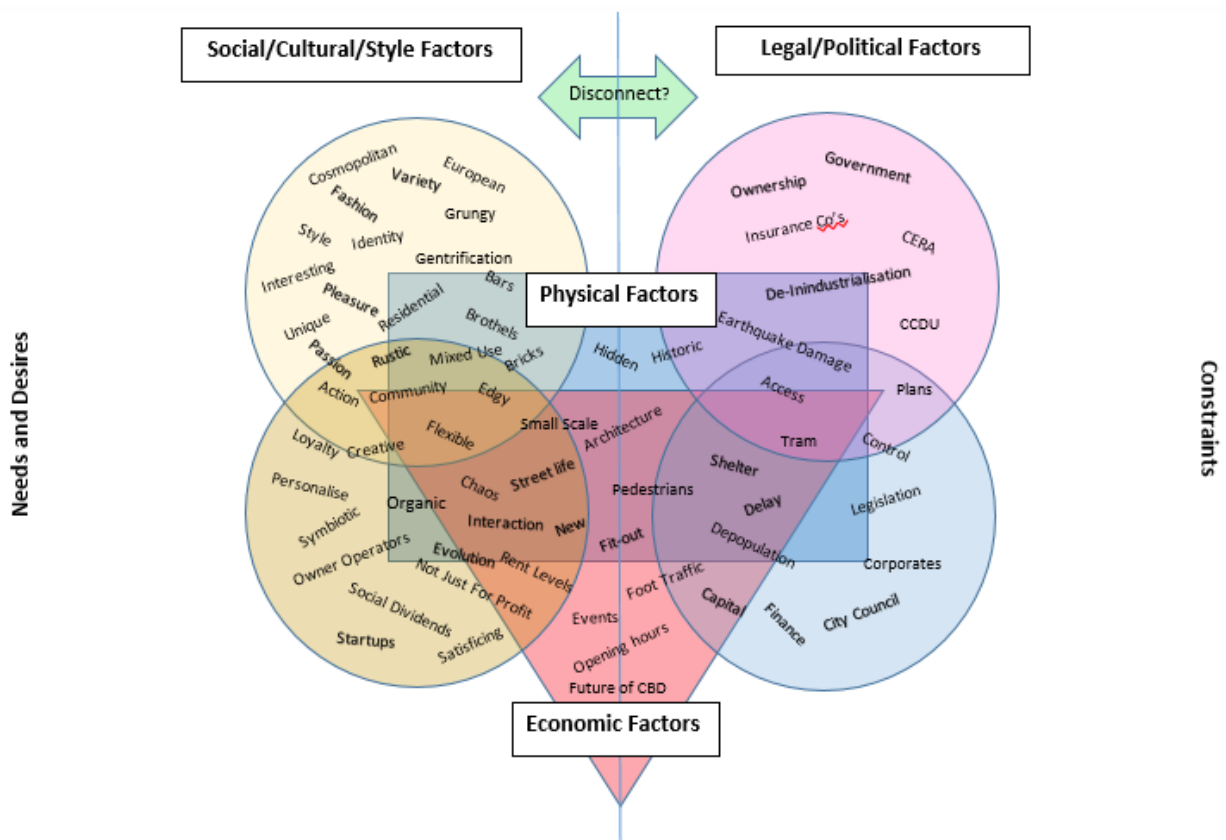 Social/Cultural/Style Factors
Legal/Political Factors
Disconnect?
Needs and Desires
Constraints
Cosmopolitan
European
Variety
Fashion
Grungy
Style
Identity
Gentrification
Interesting
Bars
Pleasure
Residential
Unique
Brothels
Passion
Rustic
Mixed Use
Bricks
Government
Ownership
Insurance Co's
CERA
De-Inindustrialisation
CCDU
Earthquake Damage
Physical Factors
Hidden
Historic
Action
Community
Edgy
Access
Plans
Small Scale
Architecture
Flexible
Tram
Control
Loyalty
Creative
Street life
Shelter
Chaos
Personalise
Organic
Pedestrians
Delay
Legislation
Symbiotic
Interaction
New
Fit-out
Depopulation
Owner Operators
Evolution
Rent Levels
Corporates
Not Just For Profit
Foot Traffic
Social Dividends
Capital
Finance
City Council
Events
Startups
Satisficing
Opening hours
Future of CBD
Economic Factors